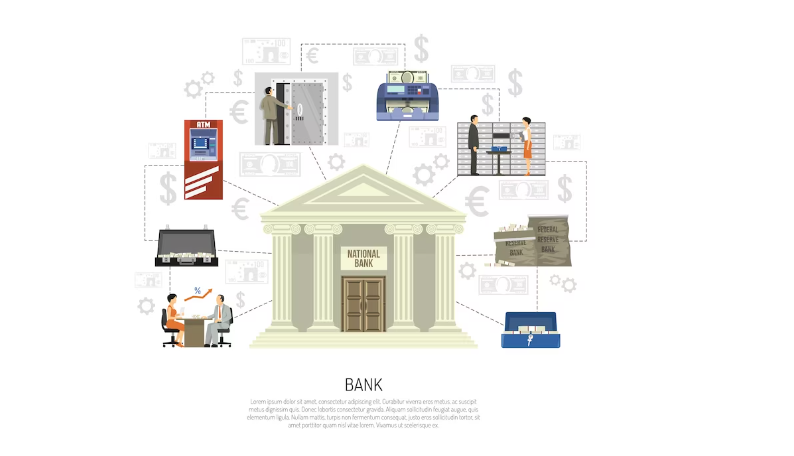 ATM
%
NATIONAL
BANK
RESERVE
BANK
FEDERAL
RESERVE
BANK
BANK
Lorem ipsum dolor sit amet, consectetur adipiscing elit. Curabitur viverra eros metus, ac suscipit
metus dignissim quis. Donec lobortis consectetur gravida. Aliquam sollicitudin feugiat augue, quis
elementum ligula. Nullam mattis, turpis non fermentum consequat, justo eros sollicitudin tortor, sit
amet porttitor quam nisl vitae lorem. Vivamus ut scelerisque ex.